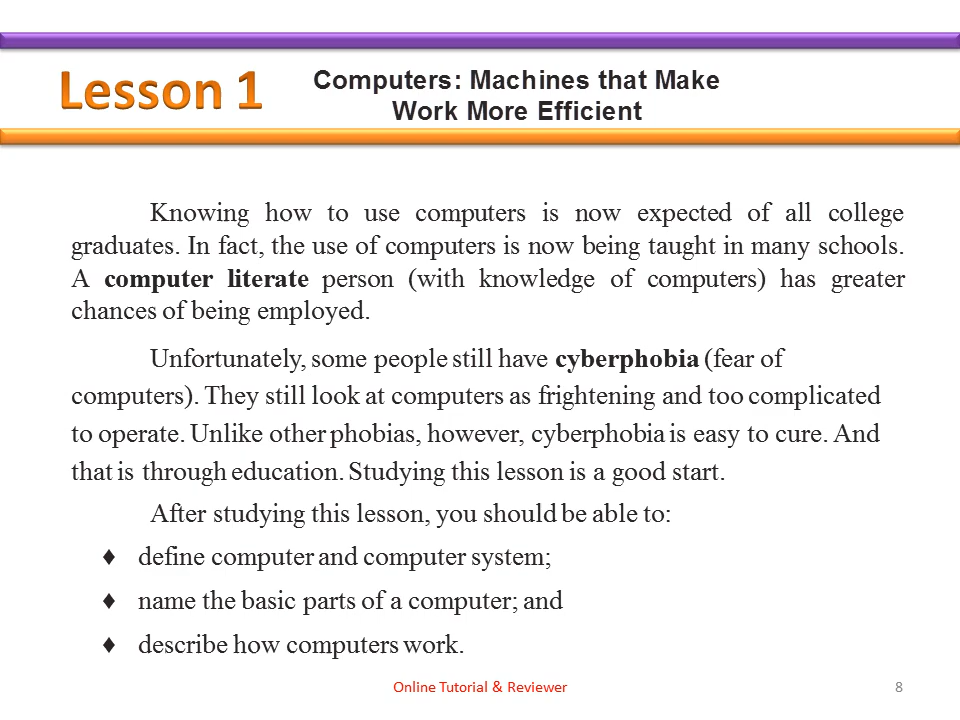 Lesson 1
Computers: Machines that Make
Work More Efficient
Knowing how to use computers is now expected of all college
graduates. In fact, the use of computers is now being taught in many schools.
A computer literate person (with knowledge of computers) has greater
chances of being employed.
Unfortunately, some people still have cyberphobia (fear of
computers). They still look at computers as frightening and too complicated
to operate. Unlike other phobias, however, cyberphobia is easy to cure. And
that is through education. Studying this lesson is a good start.
After studying this lesson, you should be able to:
♦ define computer and computer system;
♦ name the basic parts of a computer; and
♦ describe how computers work.
Online Tutorial & Reviewer
8